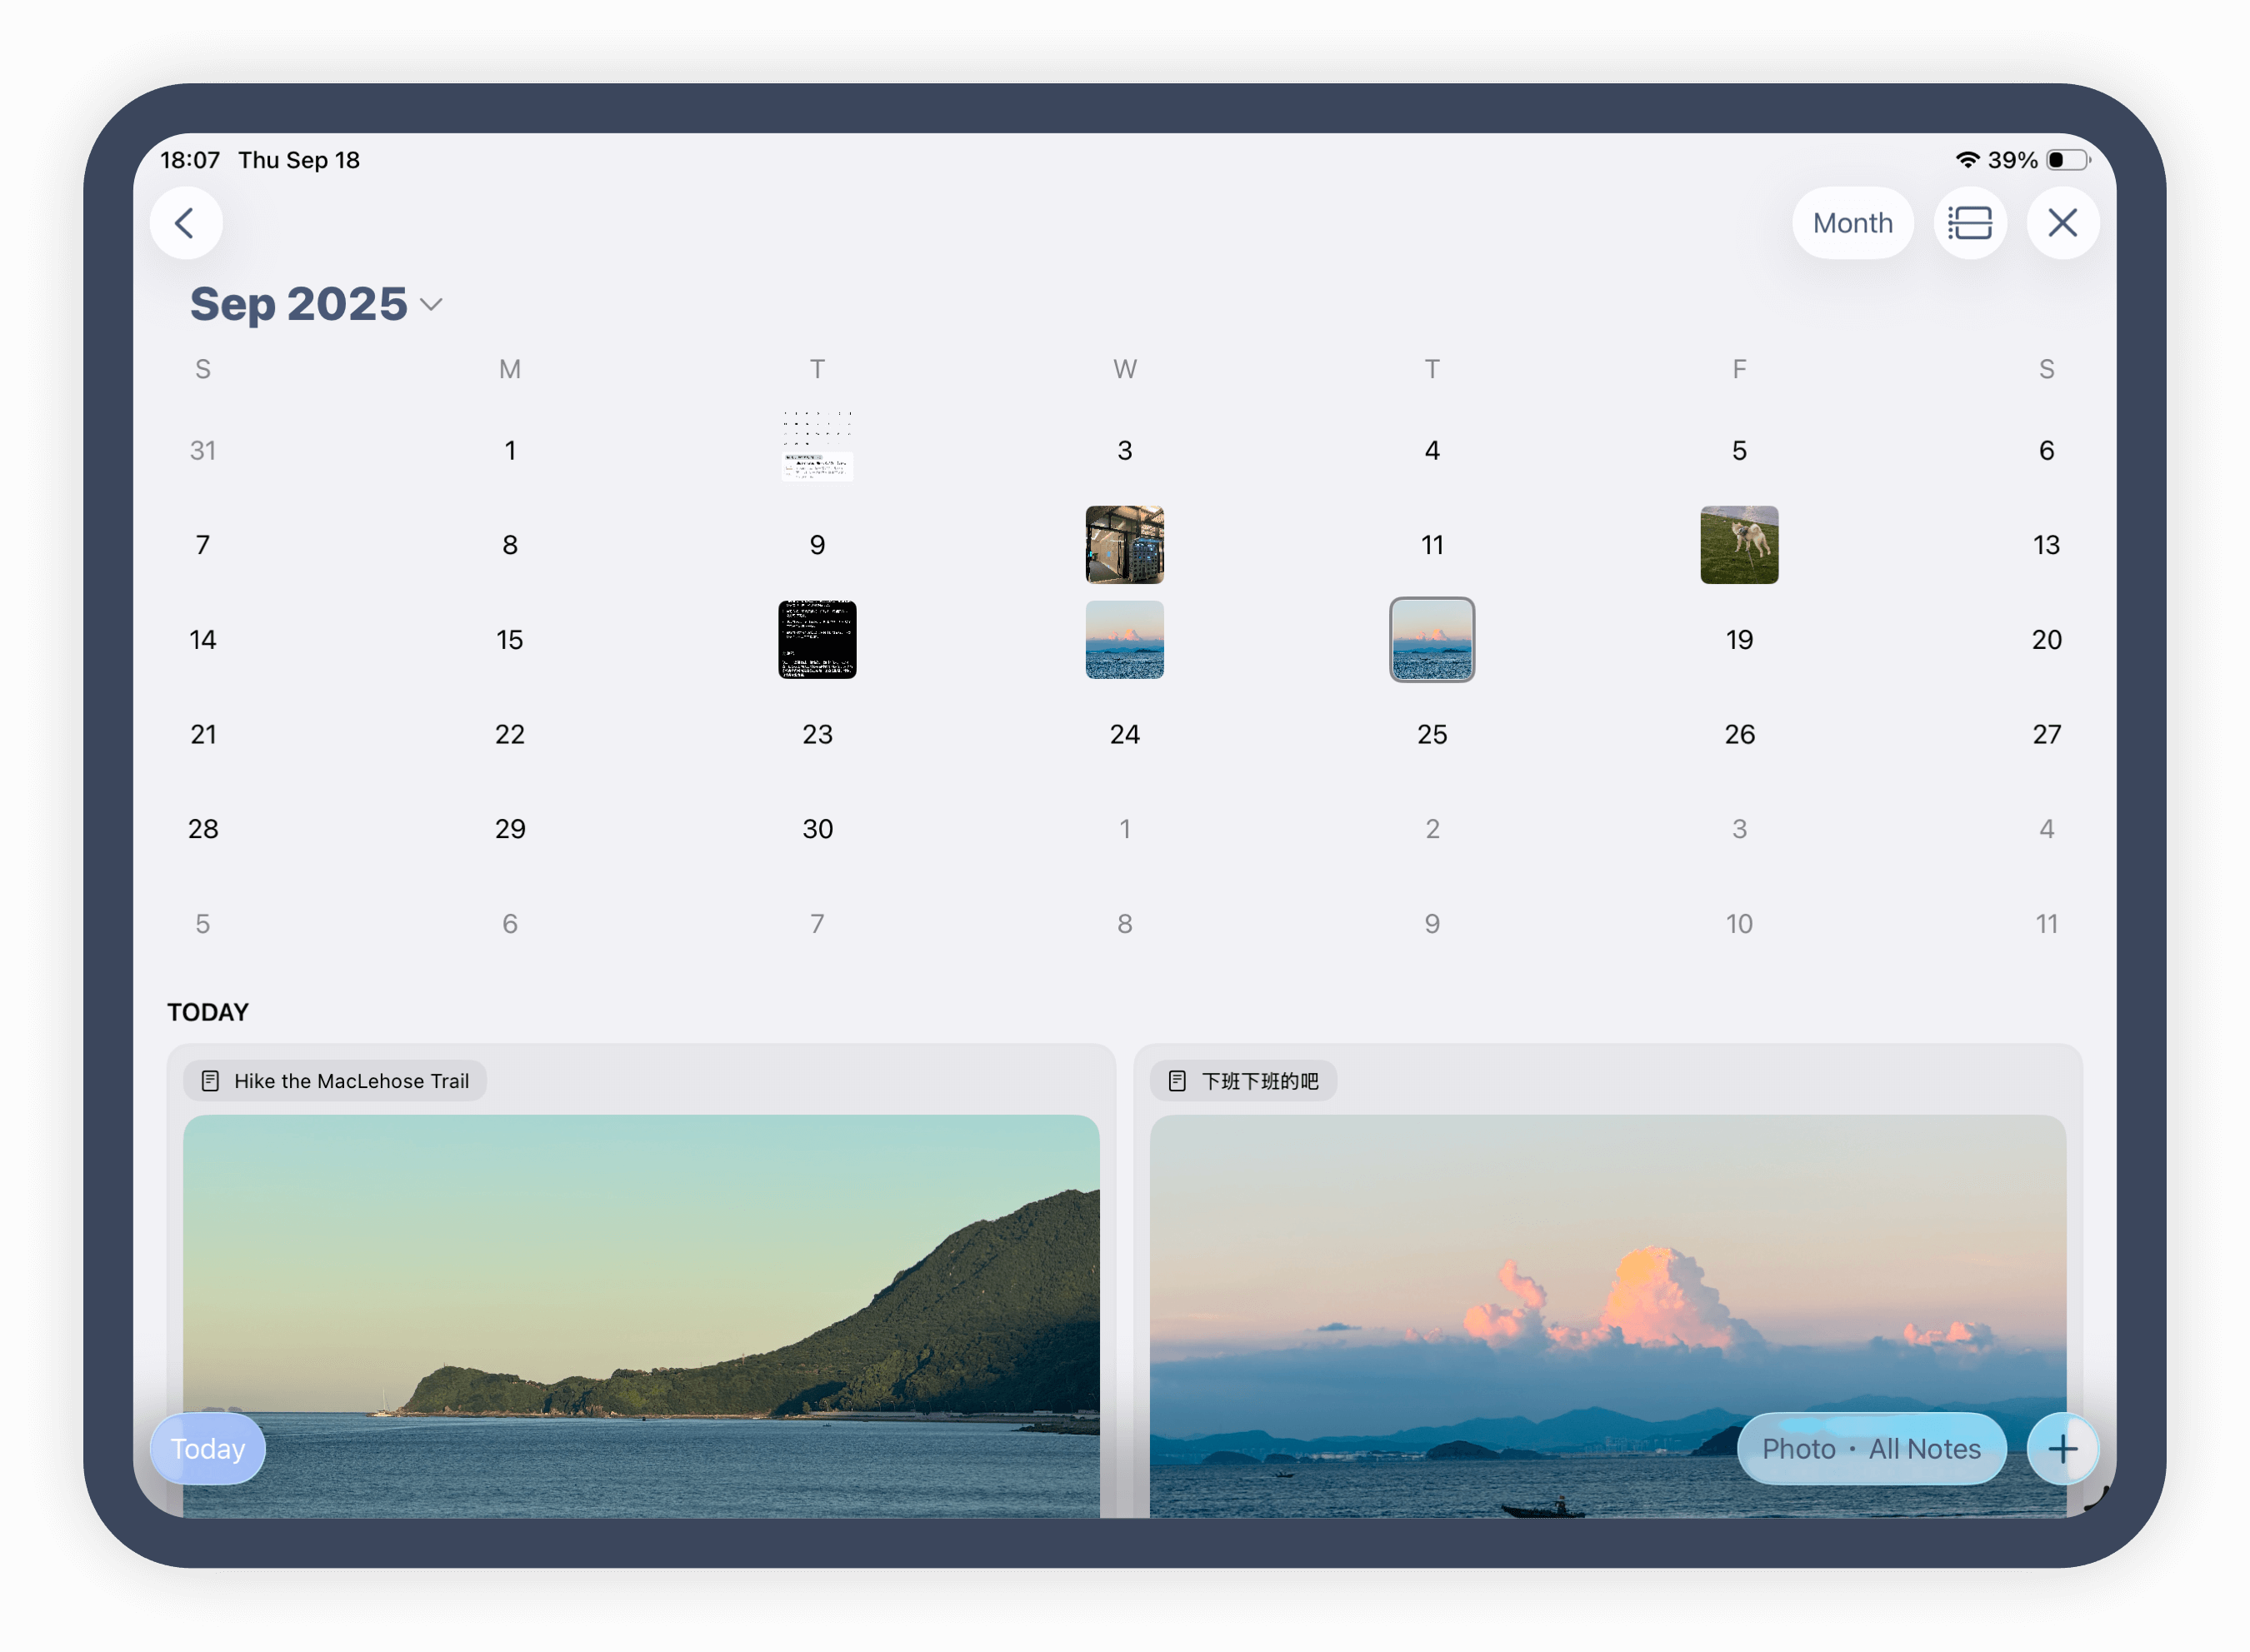 18:07 Thu Sep 18 39%
Month
Sep 2025
S M T W T F S
31 1 3 4 5 6
7 8 9 11 13
14 15 19 20
21 22 23 24 25 26 27
28 29 30 1 2 3 4
5 6 7 8 9 10 11
TODAY
Hike the MacLehose Trail
下班下班的吧
Today
Photo · All Notes